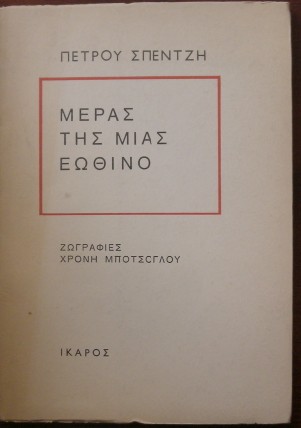 ΠΕΤΡΟΥ ΣΠΕΝΤΖΗ
ΜΕΡΑΣ
ΤΗΣ ΜΙΑΣ
ΕΩΘΙΝΟ
ΖΩΓΡΑΦΙΕΣ
ΧΡΟΝΗ ΜΠΟΤΣΟΓΛΟΥ
ΙΚΑΡΟΣ